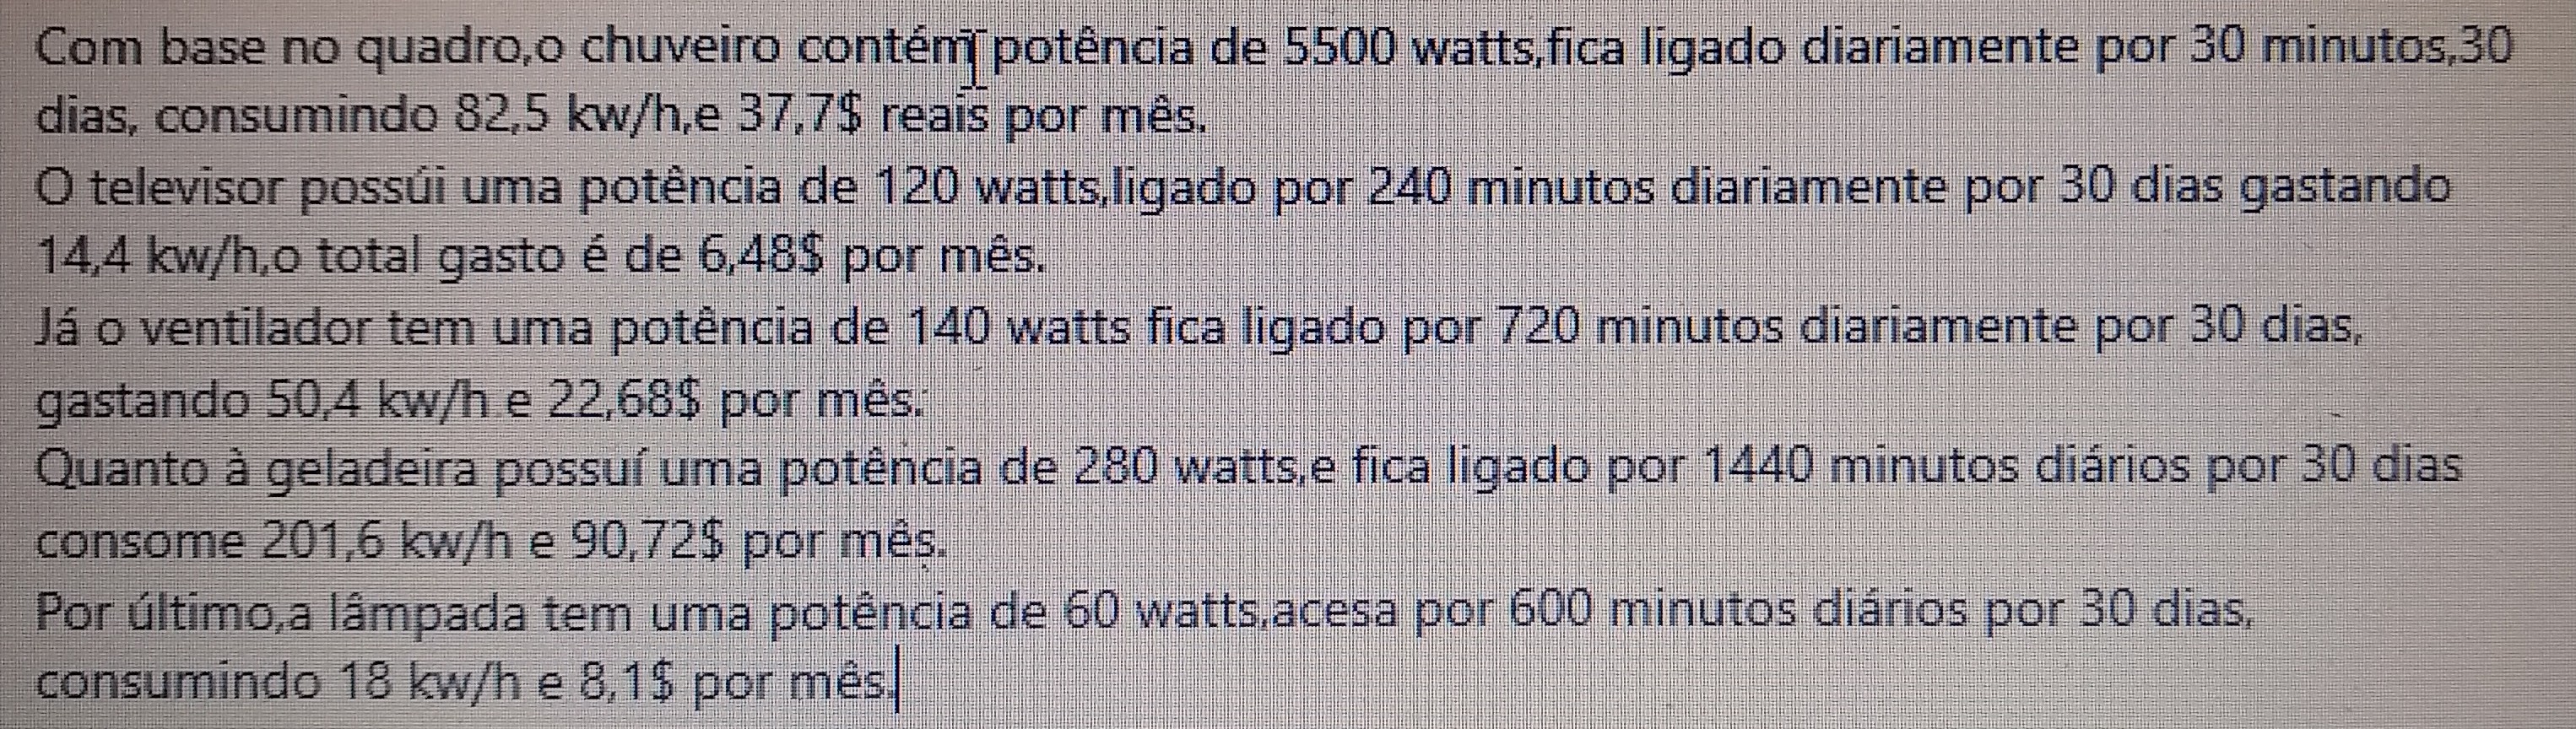 Com base no quadro,o chuveiro contém potência de 5500 watts,fica ligado diariamente por 30 minutos,30
dias, consumindo 82,5 kw/h,e 37,7$ reais por mês.
O televisor possúi uma potência de 120 watts,ligado por 240 minutos diariamente por 30 dias gastando
14,4 kw/h,o total gasto é de 6,48$ por mês.
Já o ventilador tem uma potência de 140 watts fica ligado por 720 minutos diariamente por 30 dias,
gastando 50,4 kw/h e 22,68$ por mês.
Quanto à geladeira possuí uma potência de 280 watts,e fica ligado por 1440 minutos diários por 30 dias
consome 201,6 kw/h e 90,72$ por mês.
Por último,a lâmpada tem uma potência de 60 watts,acesa por 600 minutos diários por 30 dias,
consumindo 18 kw/h e 8,1$ por mês.